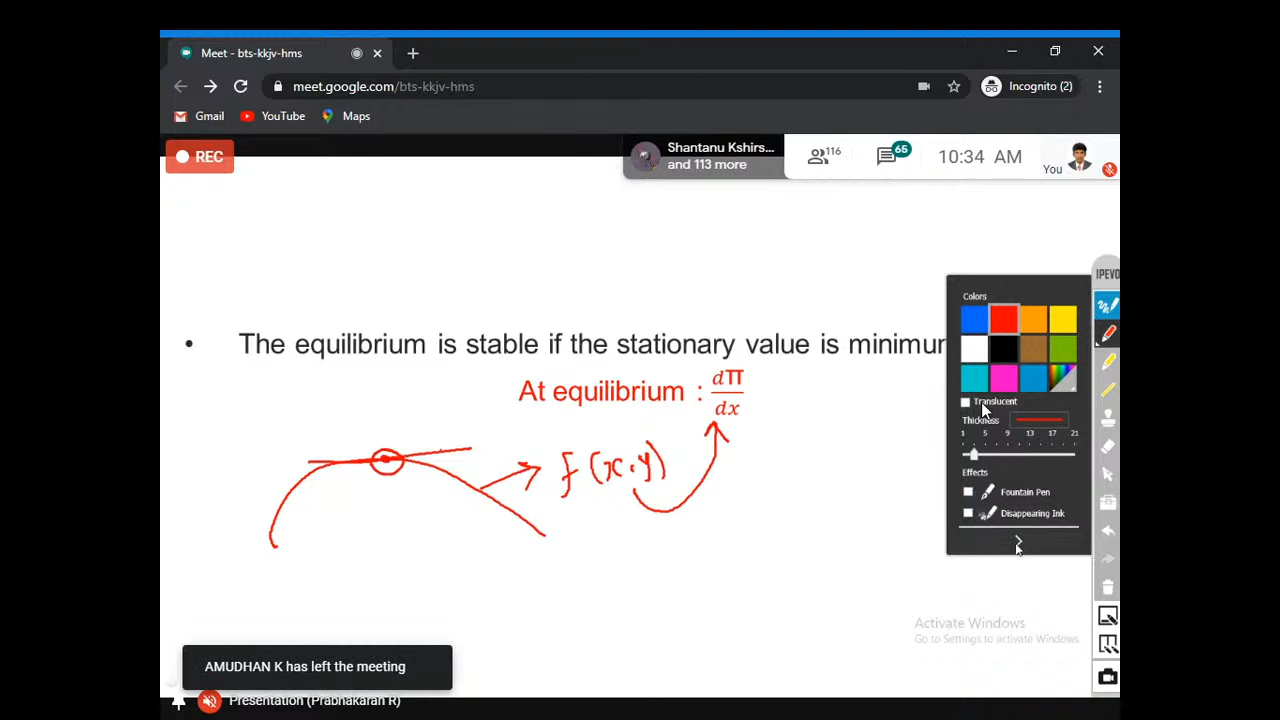 Meet - bts-kkjv-hms
meet.google.com/bts-kkjv-hms
Incognito (2)
Gmail
YouTube
Maps
REC
Shantanu Kshirs...
and 113 more
116
65
10:34 AM
You
IPEVO
Colors
• The equilibrium is stable if the stationary value is minimum
At equilibrium : dΠ/dx
Translucent
Thickness
1 5 9 13 17 21
f (x.y)
Effects
Fountain Pen
Disappearing Ink
Activate Windows
Go to Settings to activate Windows.
AMUDHAN K has left the meeting
Presentation (Prabhakaran R)